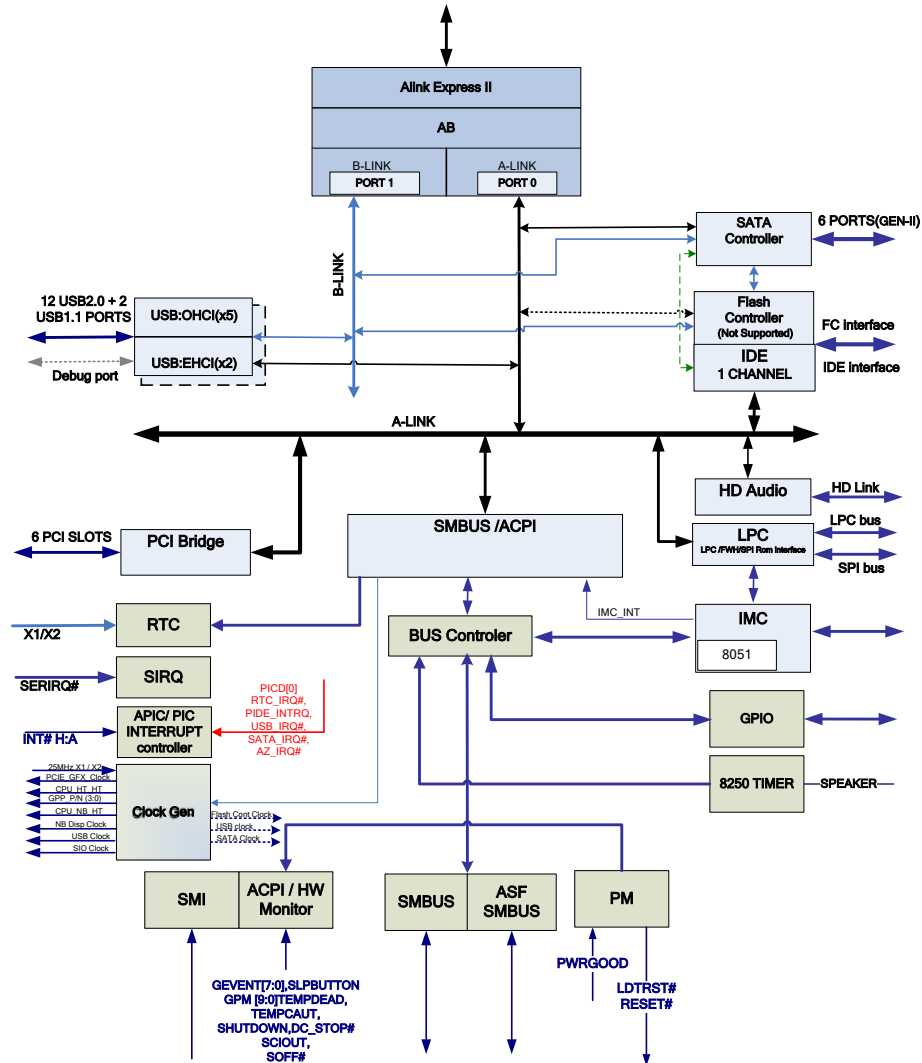 Alink Express II
AB
B-LINK
PORT 1
A-LINK
PORT 0
SATA
Controller
6 PORTS(GEN-II)
B-LINK
12 USB2.0 + 2
USB1.1 PORTS
USB:OHCI(x5)
USB:EHCI(x2)
Debug port
Flash
Controller
(Not Supported)
FC interface
IDE
1 CHANNEL
IDE interface
A-LINK
HD Audio
HD Link
6 PCI SLOTS
PCI Bridge
SMBUS /ACPI
LPC
LPC /FWH/SPI Rom Interface
LPC bus
SPI bus
X1/X2
RTC
IMC_INT
IMC
8051
BUS Controler
SERIRQ#
SIRQ
PICD[0]
RTC_IRQ#,
PIDE_INTRQ,
USB_IRQ#,
SATA_IRQ#,
AZ_IRQ#
INT# H:A
APIC/ PIC
INTERRUPT
controller
GPIO
25MHz X1 / X2
PCIE_GFX_Clock
CPU_HT_HT
GPP_P/N (3:0)
CPU_NB_HT
NB Disp Clock
USB Clock
SIO Clock
Clock Gen
Flash Cont Clock
USB clock
SATA Clock
8250 TIMER
SPEAKER
SMI
ACPI / HW
Monitor
SMBUS
ASF
SMBUS
PM
PWRGOOD
LDTRST#
RESET#
GEVENT[7:0],SLPBUTTON
GPM [9:0]TEMPDEAD,
TEMPCAUT,
SHUTDOWN,DC_STOP#
SCIOUT,
SOFF#